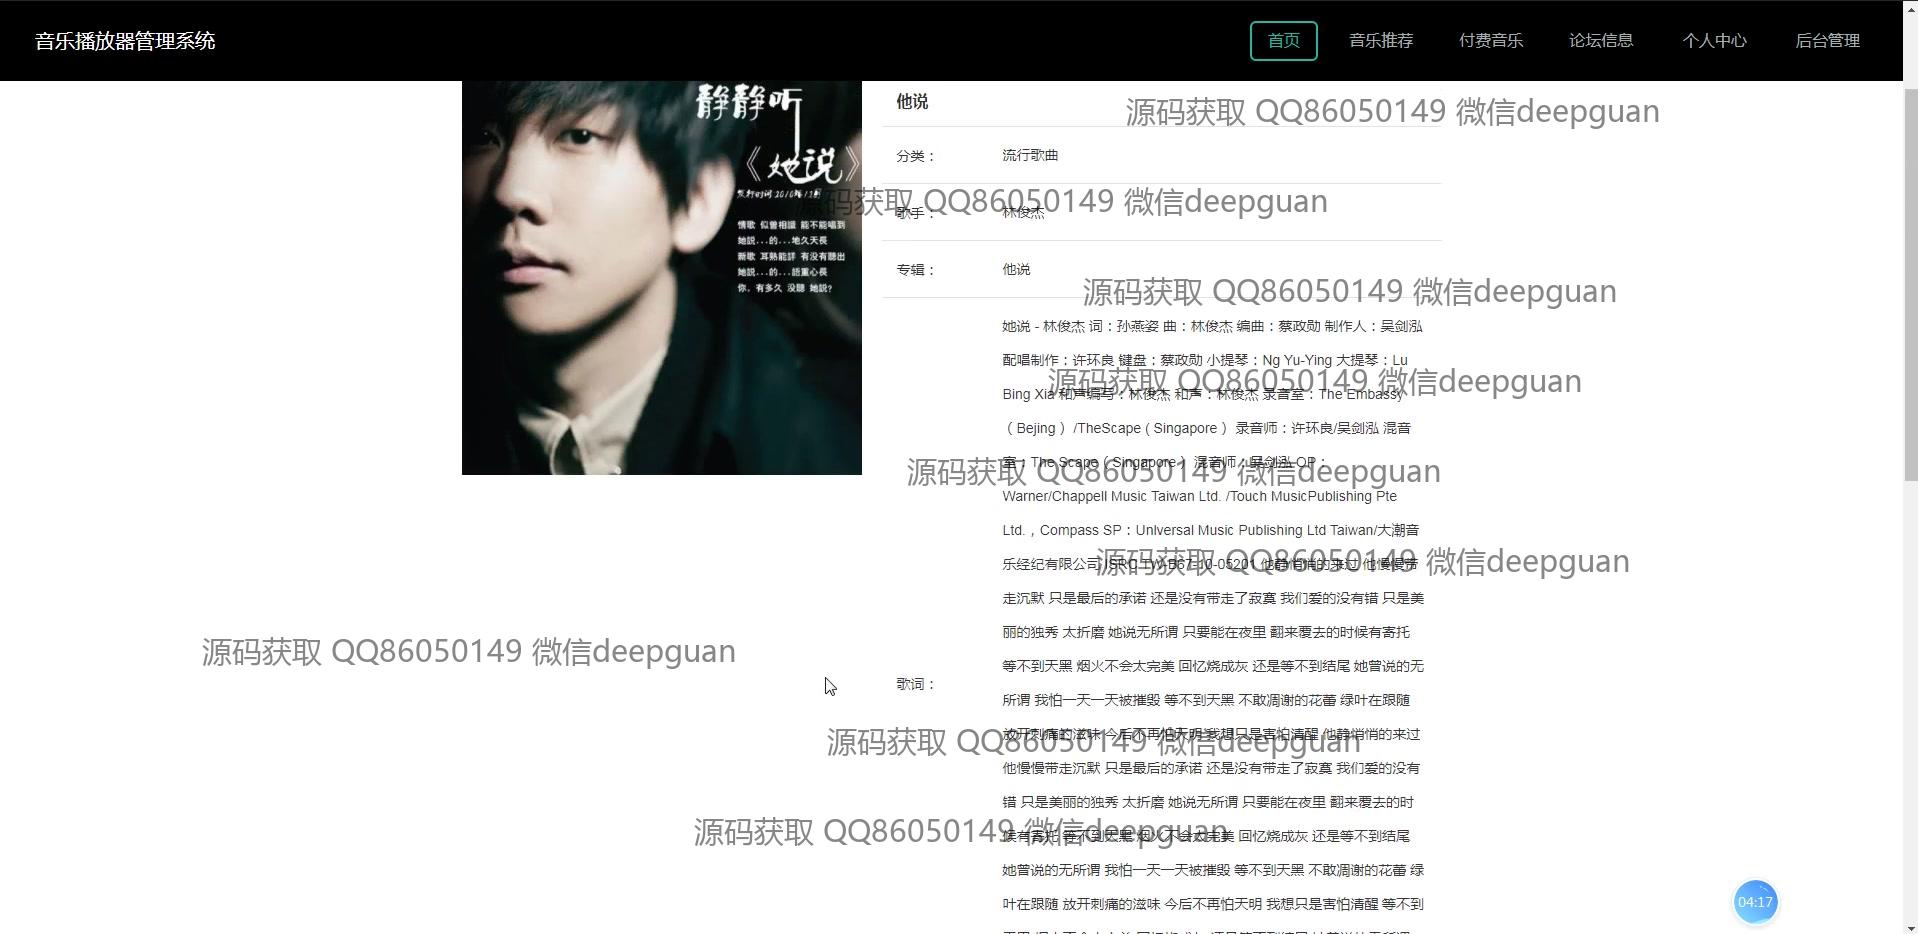 音乐播放器管理系统
首页 音乐推荐 付费音乐 论坛信息 个人中心 后台管理
静静听
《她说》
发行时间2010年12月
情歌 似曾相識 能不能唱到
她説...的...地久天長
新歌 耳熟能詳 有没有聽出
她説...的...語重心長
你，有多久 没聽 她説？
他说
源码获取 QQ86050149 微信deepguan
分类： 流行歌曲
源码获取 QQ86050149 微信deepguan
歌手： 林俊杰
专辑： 他说
源码获取 QQ86050149 微信deepguan
她说 - 林俊杰 词：孙燕姿 曲：林俊杰 编曲：蔡政勋 制作人：吴剑泓
配唱制作：许环良 键盘：蔡政勋 小提琴：Ng Yu-Ying 大提琴：Lu
源码获取 QQ86050149 微信deepguan
Bing Xia 和声编写：林俊杰 和声：林俊杰 录音室：The Embassy
（ Bejing ） /TheScape ( Singapore ） 录音师：许环良/吴剑泓 混音
室：The Scape ( Singapore ） 混音师：吴剑泓 OP：
源码获取 QQ86050149 微信deepguan
Warner/Chappell Music Taiwan Ltd. /Touch MusicPublishing Pte
Ltd.，Compass SP：Unlversal Music Publishing Ltd Taiwan/大潮音
乐经纪有限公司 ISRC TW-D67-10-05201 他静悄悄的来过 他慢慢带
源码获取 QQ86050149 微信deepguan
走沉默 只是最后的承诺 还是没有带走了寂寞 我们爱的没有错 只是美
丽的独秀 太折磨 她说无所谓 只要能在夜里 翻来覆去的时候有寄托
源码获取 QQ86050149 微信deepguan
等不到天黑 烟火不会太完美 回忆烧成灰 还是等不到结尾 她曾说的无
歌词：
所谓 我怕一天一天被摧毁 等不到天黑 不敢凋谢的花蕾 绿叶在跟随
放开刺痛的滋味 今后不再怕天明 我想只是害怕清醒 他静悄悄的来过
源码获取 QQ86050149 微信deepguan
他慢慢带走沉默 只是最后的承诺 还是没有带走了寂寞 我们爱的没有
错 只是美丽的独秀 太折磨 她说无所谓 只要能在夜里 翻来覆去的时
候有寄托 等不到天黑 烟火不会太完美 回忆烧成灰 还是等不到结尾
源码获取 QQ86050149 微信deepguan
她曾说的无所谓 我怕一天一天被摧毁 等不到天黑 不敢凋谢的花蕾 绿
叶在跟随 放开刺痛的滋味 今后不再怕天明 我想只是害怕清醒 等不到
04:17